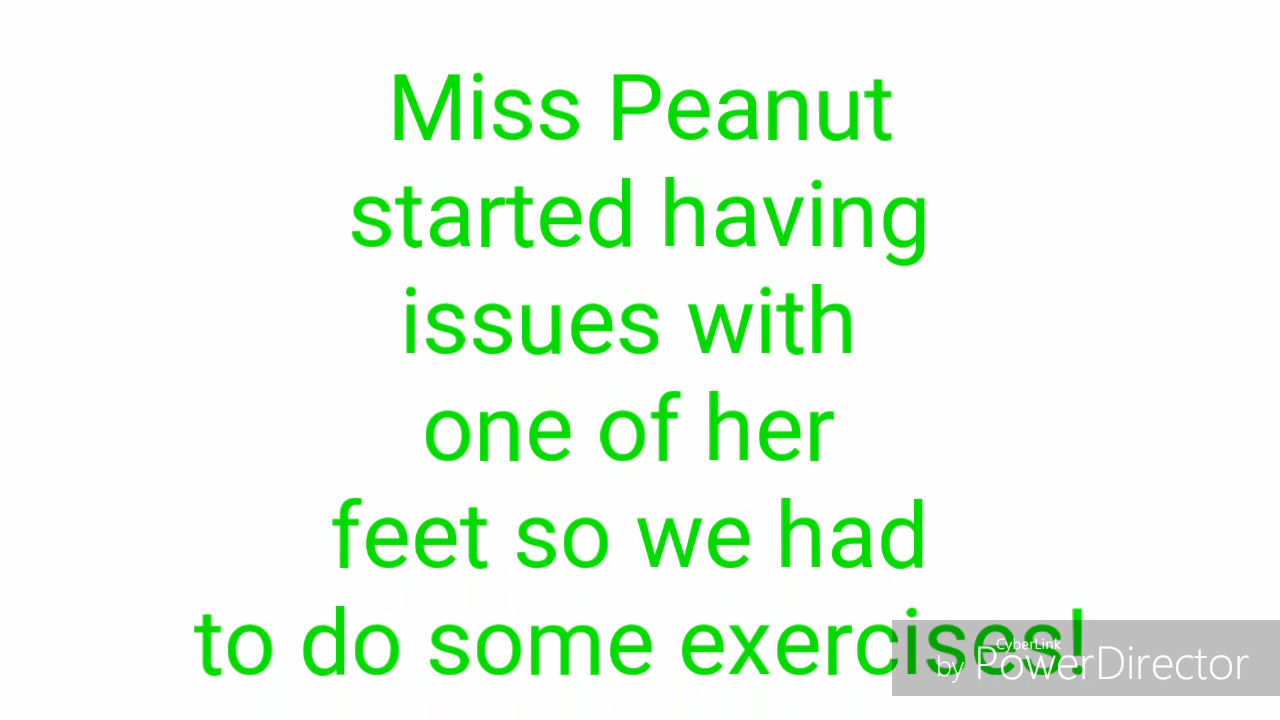 Miss Peanut
started having
issues with
one of her
feet so we had
to do some exercises!
CyberLink
by PowerDirector